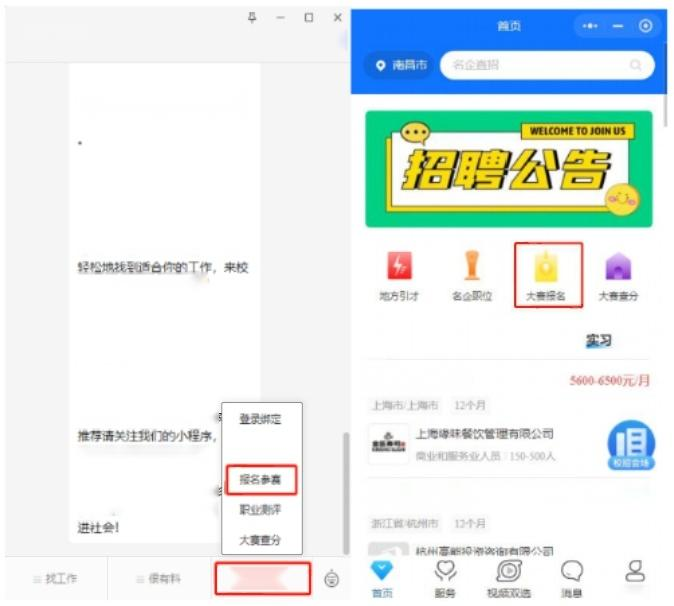 轻松地找到适合你的工作，来校
推荐请关注我们的小程序，
进社会！
登录绑定
报名参赛
职业测评
大赛查分
找工作
很有料
首页
南昌市
名企直招
WELCOME TO JOIN US
招聘公告
地方引才
名企职位
大赛报名
大赛查分
实习
5600-6500元/月
上海市/上海市 12个月
上海缘味餐饮管理有限公司
商业和服务业人员 | 150-500人
校招会场
浙江省/杭州市 12个月
杭州高能投资咨询有限公司
首页
服务
视频双选
消息